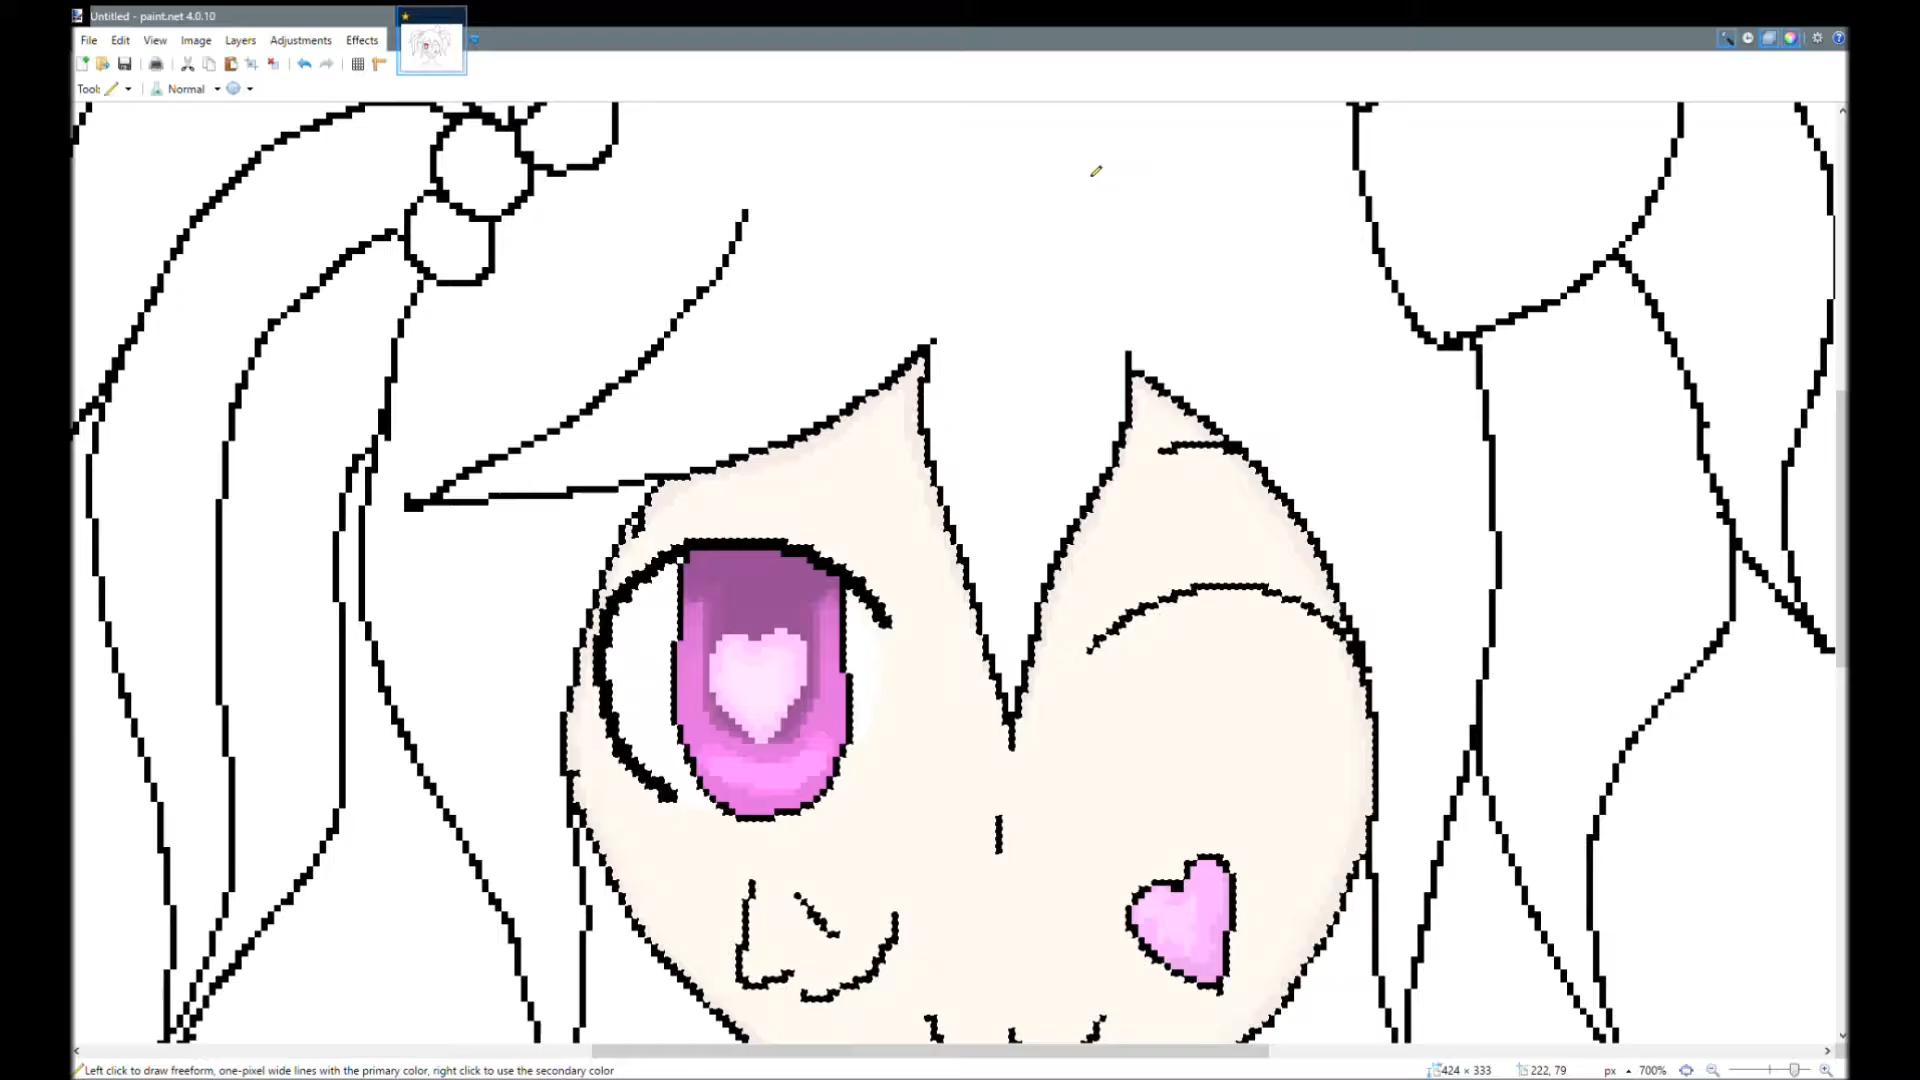 Untitled - paint.net 4.0.10
File Edit View Image Layers Adjustments Effects
Tool: Normal
Left click to draw freeform, one-pixel wide lines with the primary color, right click to use the secondary color
424 × 333 222, 79 px 700%